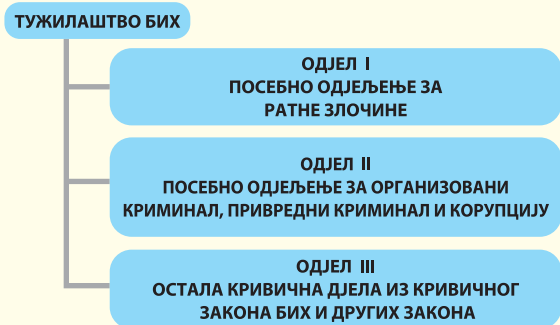 ТУЖИЛАШТВО БИХ
ОДЈЕЛ I
ПОСЕБНО ОДЈЕЉЕЊЕ ЗА
РАТНЕ ЗЛОЧИНЕ
ОДЈЕЛ II
ПОСЕБНО ОДЈЕЉЕЊЕ ЗА ОРГАНИЗОВАНИ
КРИМИНАЛ, ПРИВРЕДНИ КРИМИНАЛ И КОРУПЦИЈУ
ОДЈЕЛ III
ОСТАЛА КРИВИЧНА ДЈЕЛА ИЗ КРИВИЧНОГ
ЗАКОНА БИХ И ДРУГИХ ЗАКОНА